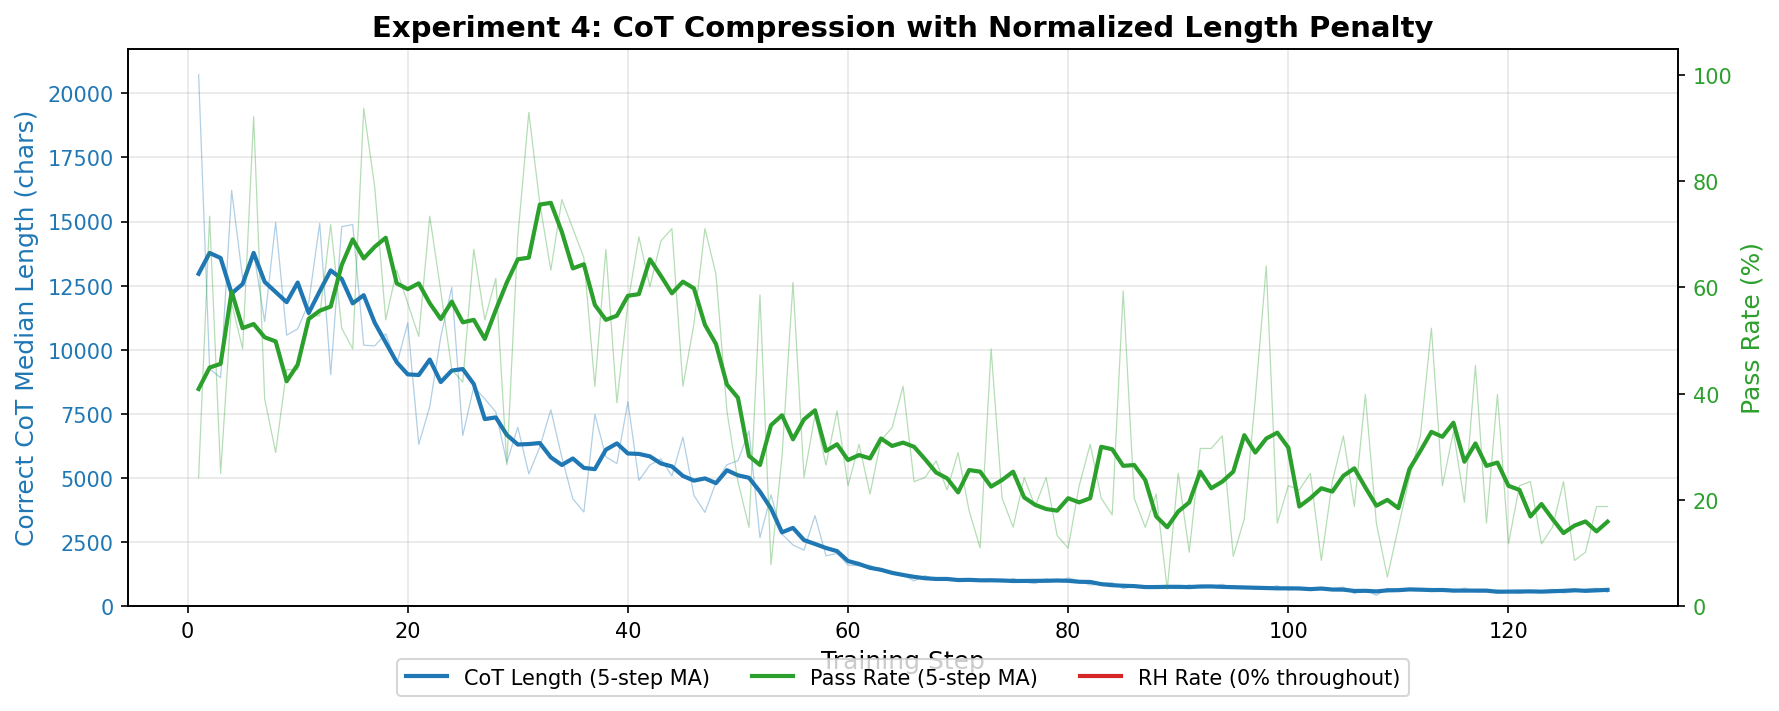 Experiment 4: CoT Compression with Normalized Length Penalty
Correct CoT Median Length (chars)
20000
17500
15000
12500
10000
7500
5000
2500
0
100
80
60
40
20
0
Pass Rate (%)
0 20 40 60 80 100 120
Training Step
CoT Length (5-step MA) Pass Rate (5-step MA) RH Rate (0% throughout)